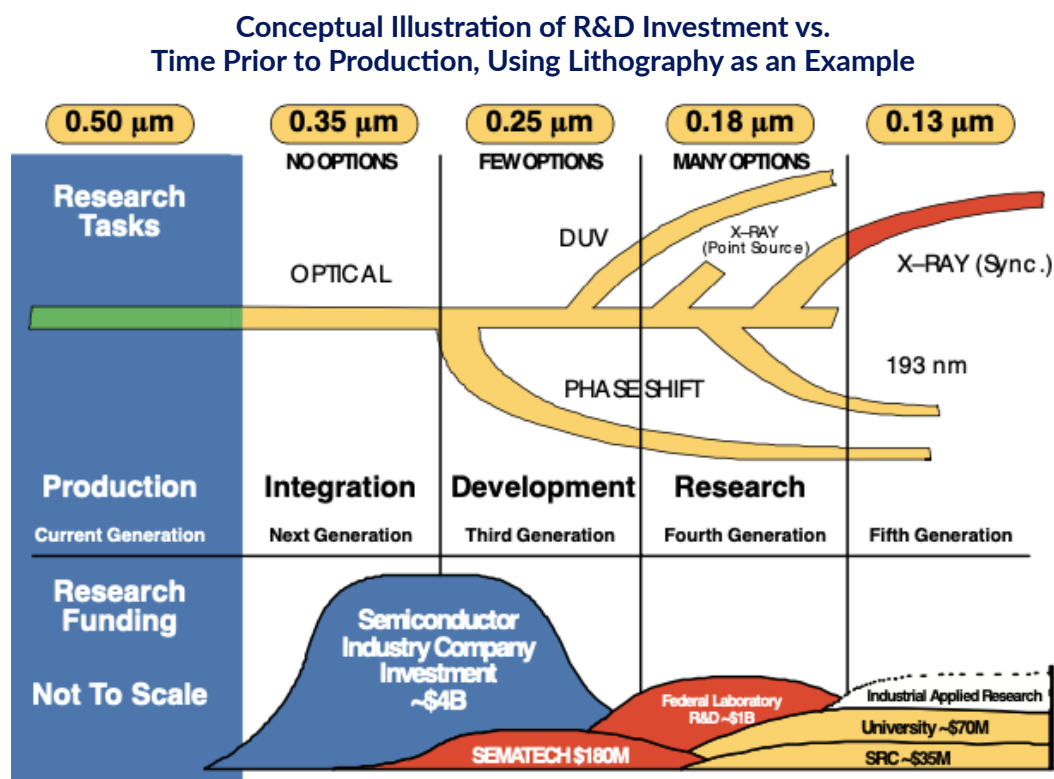 Conceptual Illustration of R&D Investment vs.
Time Prior to Production, Using Lithography as an Example
0.50 μm
0.35 μm
0.25 μm
0.18 μm
0.13 μm
NO OPTIONS
FEW OPTIONS
MANY OPTIONS
Research
Tasks
OPTICAL
DUV
X–RAY
(Point Source)
X–RAY (Sync.)
193 nm
PHASE SHIFT
Production
Integration
Development
Research
Current Generation
Next Generation
Third Generation
Fourth Generation
Fifth Generation
Research
Funding
Not To Scale
Semiconductor
Industry Company
Investment
~$4B
SEMATECH $180M
Federal Laboratory
R&D ~$1B
Industrial Applied Research
University ~$70M
SRC ~$35M